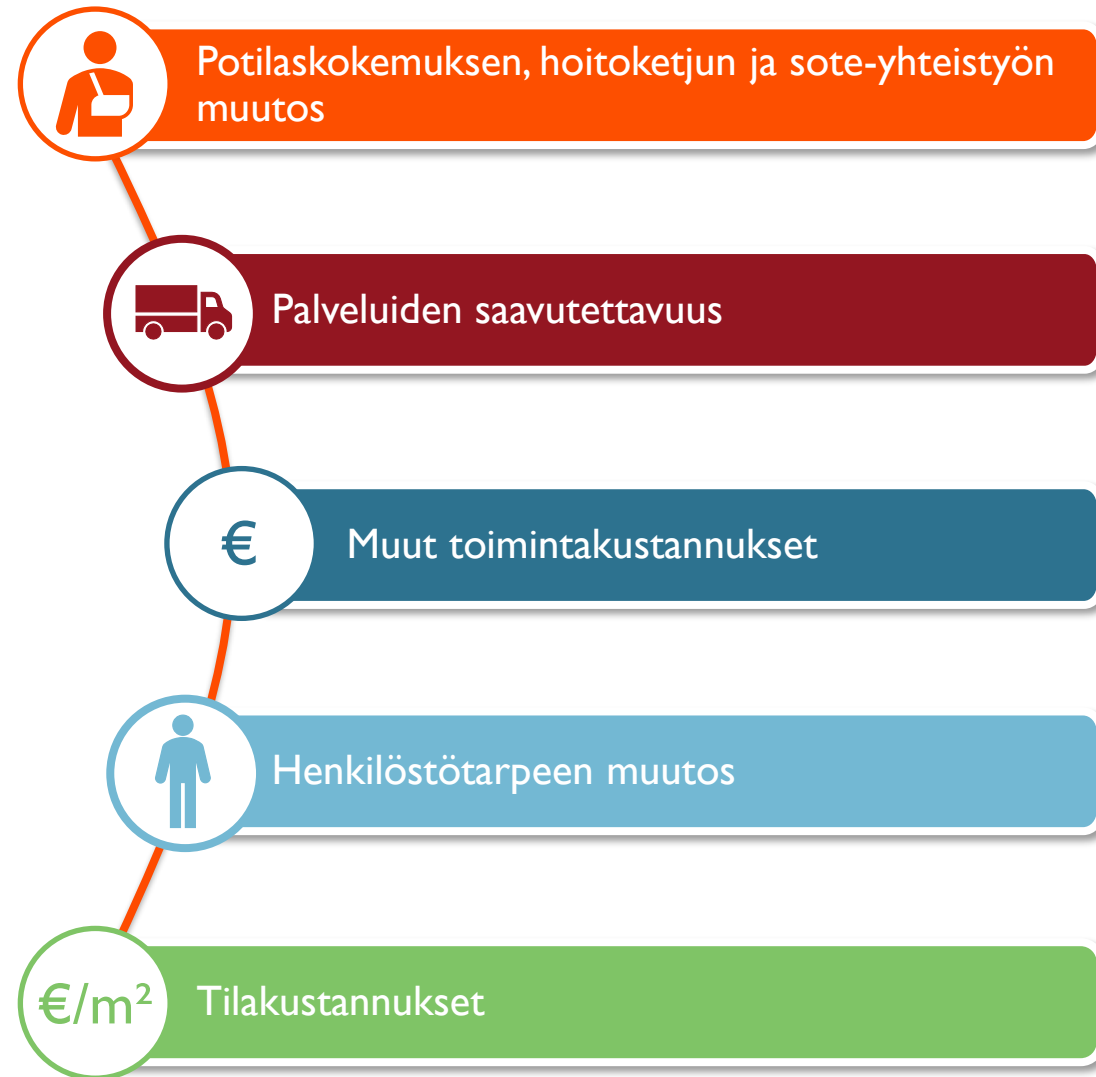 Potilaskokemuksen, hoitoketjun ja sote-yhteistyön
muutos
Palveluiden saavutettavuus
€
Muut toimintakustannukset
Henkilöstötarpeen muutos
€/m²
Tilakustannukset